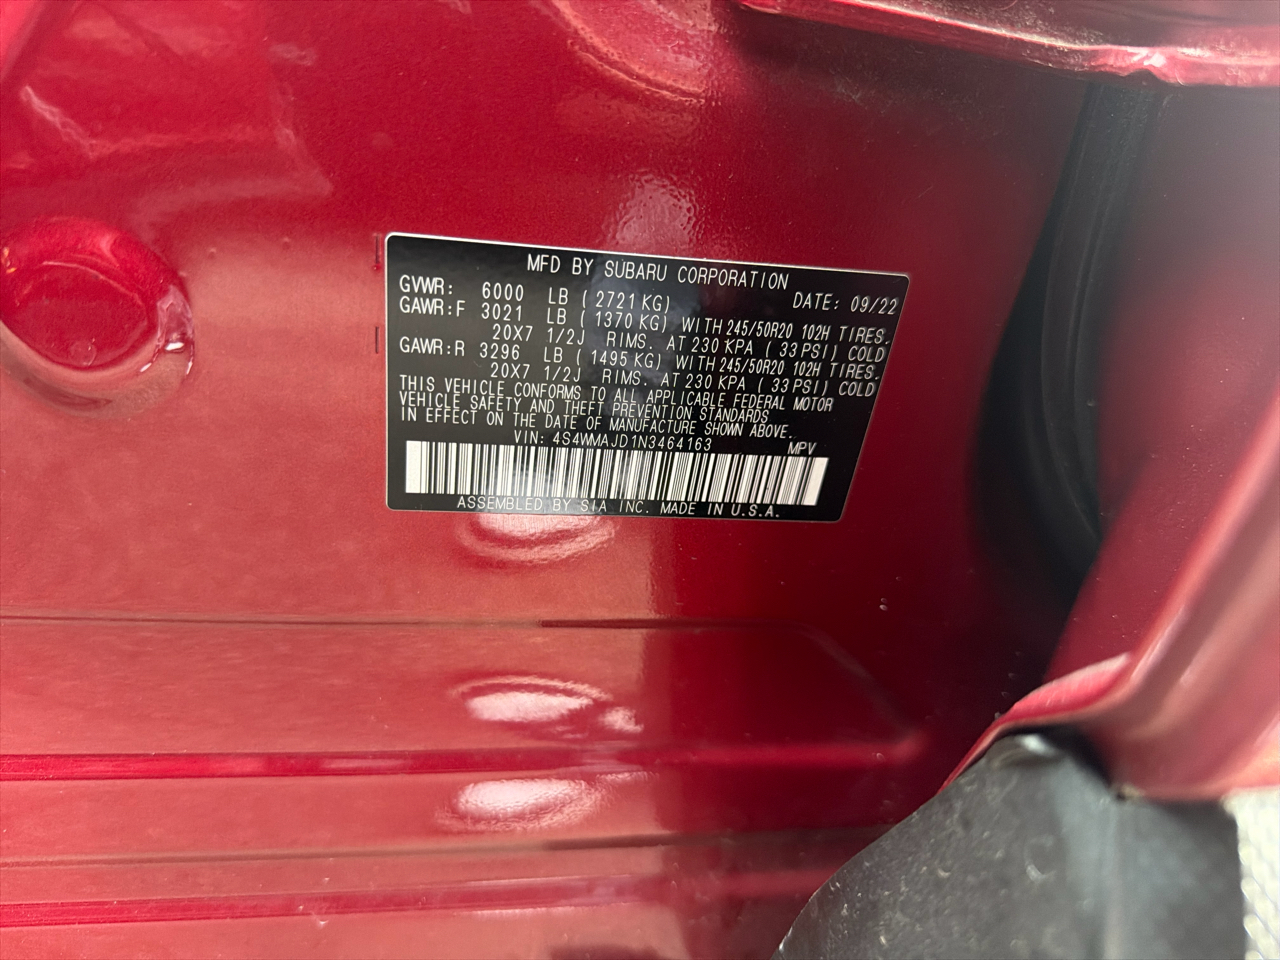 MFD BY SUBARU CORPORATION
GVWR: 6000 LB ( 2721 KG) DATE: 09/22
GAWR:F 3021 LB ( 1370 KG) WITH 245/50R20 102H TIRES.
20X7 1/2J RIMS. AT 230 KPA ( 33 PSI) COLD
GAWR:R 3296 LB ( 1495 KG) WITH 245/50R20 102H TIRES.
20X7 1/2J RIMS. AT 230 KPA ( 33 PSI) COLD
THIS VEHICLE CONFORMS TO ALL APPLICABLE FEDERAL MOTOR
VEHICLE SAFETY AND THEFT PREVENTION STANDARDS
IN EFFECT ON THE DATE OF MANUFACTURE SHOWN ABOVE.
VIN: 4S4WMAJD1N3464163 MPV
ASSEMBLED BY SIA INC. MADE IN U.S.A.